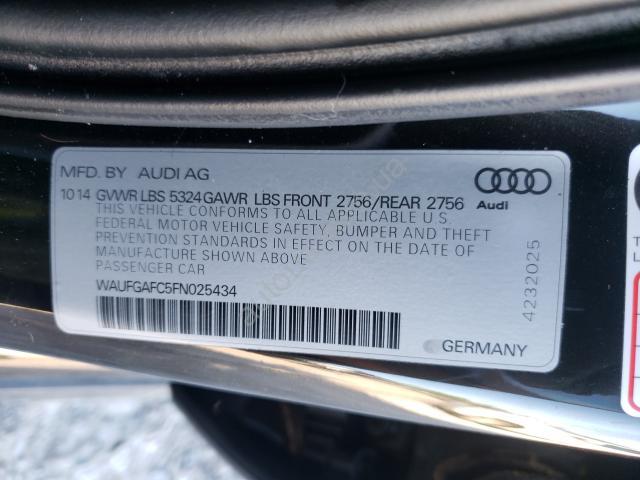 MFD. BY AUDI AG
10 14 GVWR LBS 5324 GAWR LBS FRONT 2756/REAR 2756
THIS VEHICLE CONFORMS TO ALL APPLICABLE U.S.
FEDERAL MOTOR VEHICLE SAFETY, BUMPER AND THEFT
PREVENTION STANDARDS IN EFFECT ON THE DATE OF
MANUFACTURE SHOWN ABOVE
PASSENGER CAR
WAUFGAFC5FN025434
Audi
4232025
GERMANY